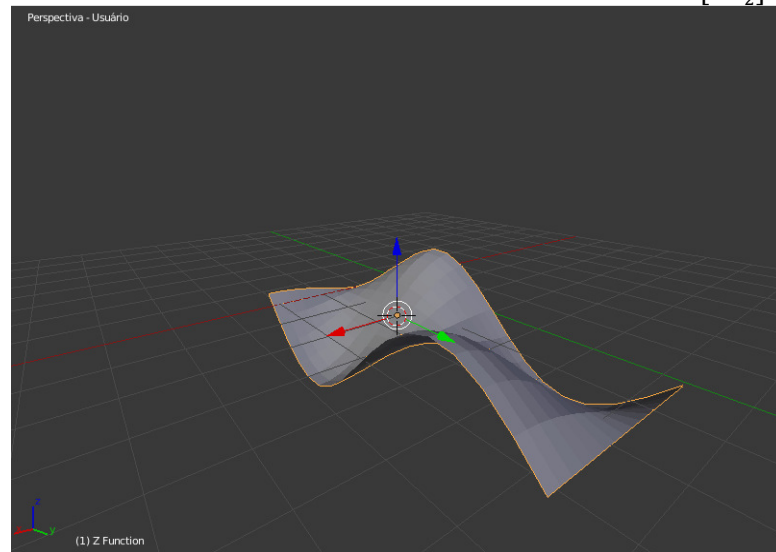 [ z]
Perspectiva - Usuário
z
y
(1) Z Function